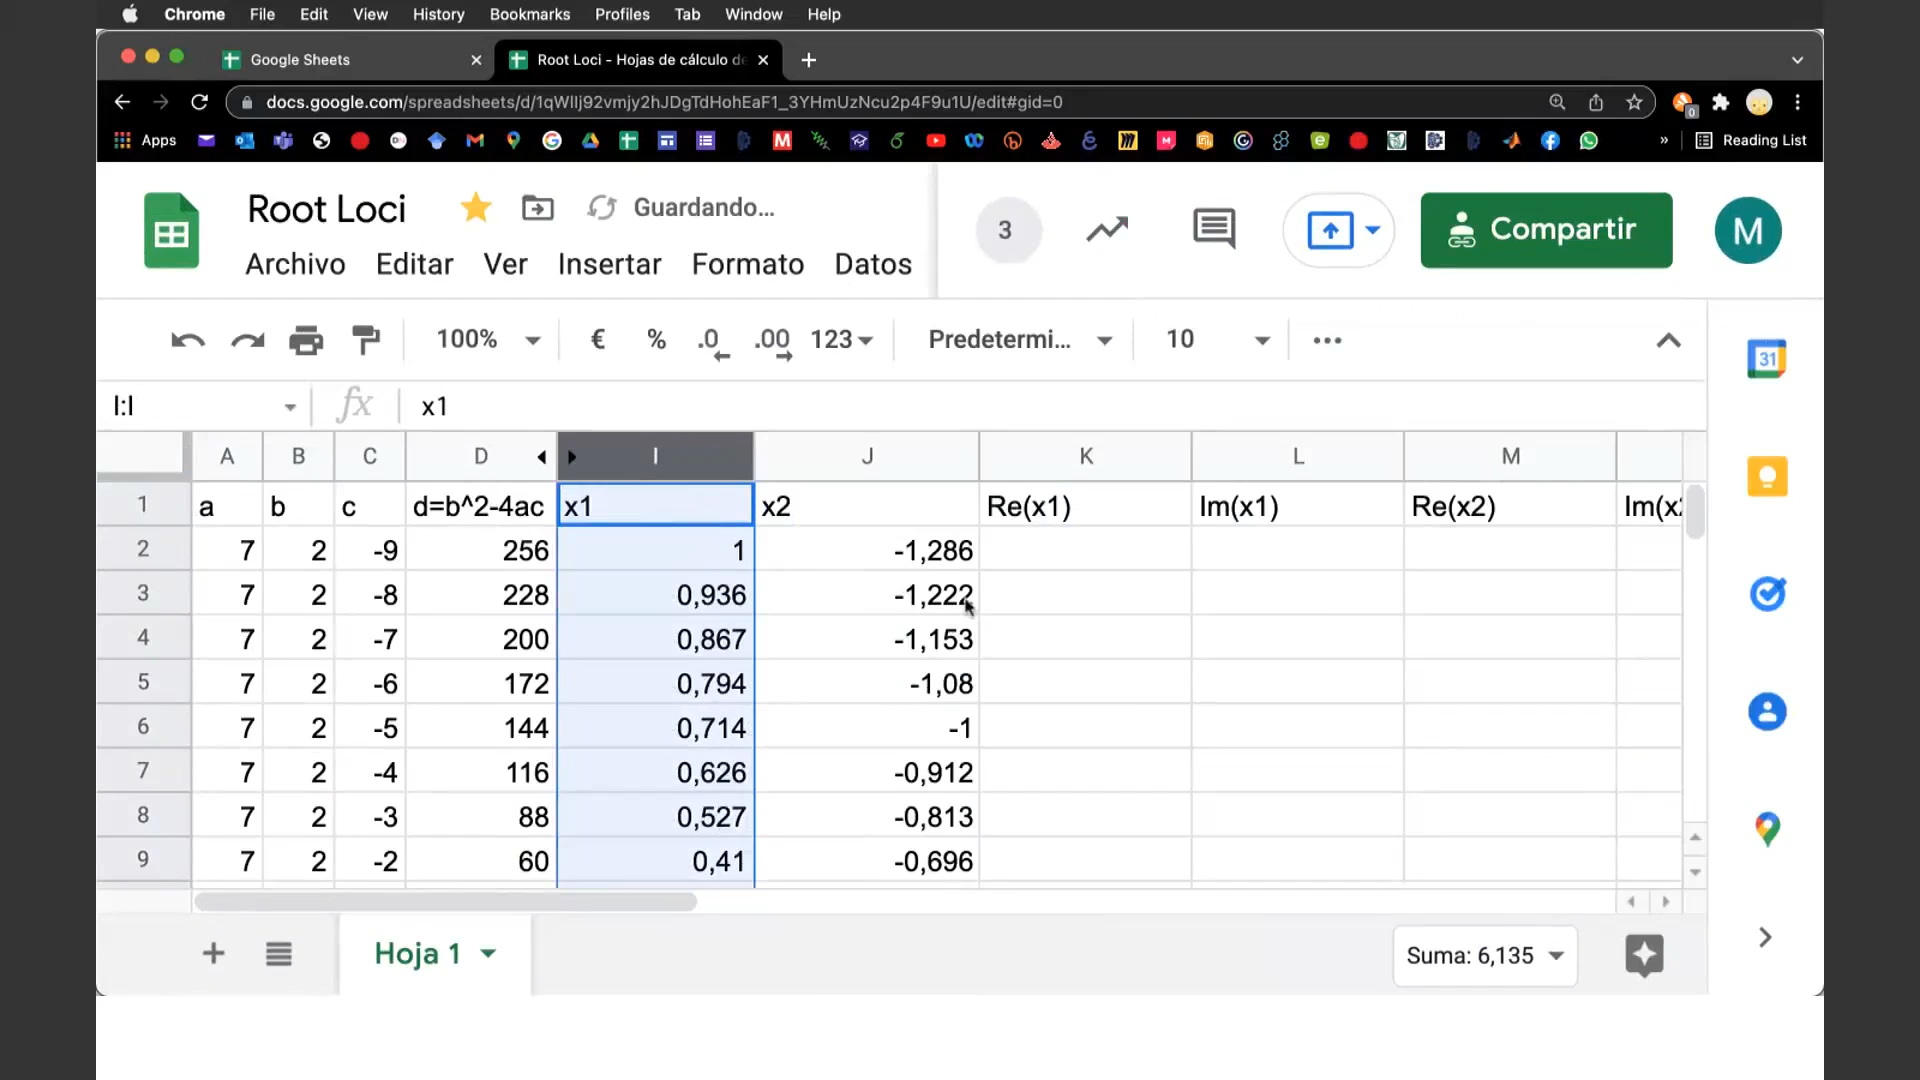 Chrome File Edit View History Bookmarks Profiles Tab Window Help
Google Sheets
Root Loci - Hojas de cálculo de
docs.google.com/spreadsheets/d/1qWIIj92vmjy2hJDgTdHohEaF1_3YHmUzNcu2p4F9u1U/edit#gid=0
0
Apps
Reading List
Root Loci
Guardando...
3
Compartir
M
Archivo Editar Ver Insertar Formato Datos
100% € % .0 .00 123 Predetermi... 10
31
I:I fx x1
A B C D I J K L M
1 a b c d=b^2-4ac x1 x2 Re(x1) Im(x1) Re(x2) Im(x
2 7 2 -9 256 1 -1,286
3 7 2 -8 228 0,936 -1,222
4 7 2 -7 200 0,867 -1,153
5 7 2 -6 172 0,794 -1,08
6 7 2 -5 144 0,714 -1
7 7 2 -4 116 0,626 -0,912
8 7 2 -3 88 0,527 -0,813
9 7 2 -2 60 0,41 -0,696
Hoja 1
Suma: 6,135